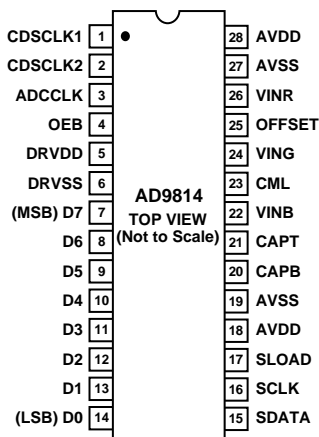 CDSCLK1 1 28 AVDD
CDSCLK2 2 27 AVSS
ADCCLK 3 26 VINR
OEB 4 25 OFFSET
DRVDD 5 24 VING
DRVSS 6 23 CML
(MSB) D7 7 22 VINB
D6 8 21 CAPT
D5 9 20 CAPB
D4 10 19 AVSS
D3 11 18 AVDD
D2 12 17 SLOAD
D1 13 16 SCLK
(LSB) D0 14 15 SDATA
AD9814
TOP VIEW
(Not to Scale)